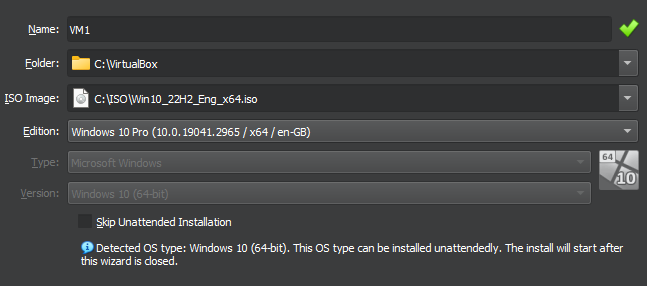 Name: VM1
Folder: C:\VirtualBox
ISO Image: C:\ISO\Win10_22H2_Eng_x64.iso
Edition: Windows 10 Pro (10.0.19041.2965 / x64 / en-GB)
Type: Microsoft Windows
64
10
Version: Windows 10 (64-bit)
Skip Unattended Installation
Detected OS type: Windows 10 (64-bit). This OS type can be installed unattendedly. The install will start after
this wizard is closed.